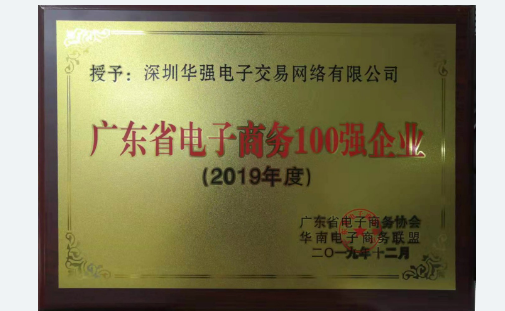 授予：深圳华强电子交易网络有限公司
广东省电子商务100强企业
(2019年度)
广东省电子商务协会
华南电子商务联盟
二〇一九年十二月